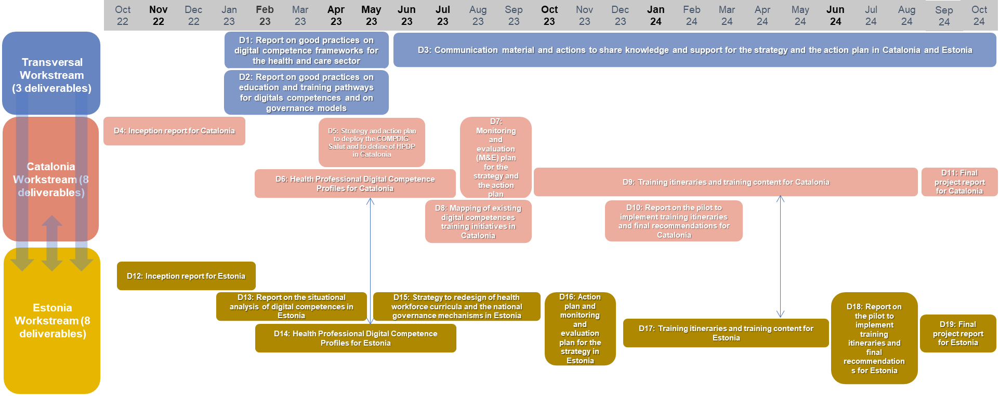 Oct Nov Dec Jan Feb Mar Apr May Jun Jul Aug Sep Oct Nov Dec Jan Feb Mar Apr May Jun Jul Aug Sep Oct
22 22 22 23 23 23 23 23 23 23 23 23 23 23 23 24 24 24 24 24 24 24 24 24 24
Transversal
Workstream
(3 deliverables)
D1: Report on good practices on
digital competence frameworks for
the health and care sector
D3: Communication material and actions to share knowledge and support for the strategy and the action plan in Catalonia and Estonia
D2: Report on good practices on
education and training pathways
for digitals competences and on
governance models
Catalonia
Workstream (8
deliverables)
D4: Inception report for Catalonia
D5: Strategy and action plan
to deploy the COMPDIG-
Salut and to define of HPDP
in Catalonia
D7:
Monitoring
and
evaluation
(M&E) plan
for the
strategy and
the action
plan
D6: Health Professional Digital Competence
Profiles for Catalonia
D9: Training itineraries and training content for Catalonia
D11: Final
project report
for Catalonia
D8: Mapping of existing
digital competences
training initiatives in
Catalonia
D10: Report on the pilot to
implement training itineraries
and final recommendations for
Catalonia
Estonia
Workstream (8
deliverables)
D12: Inception report for Estonia
D13: Report on the situational
analysis of digital competences in
Estonia
D15: Strategy to redesign of health
workforce curricula and the national
governance mechanisms in Estonia
D16: Action
plan and
monitoring
and
evaluation
plan for the
strategy in
Estonia
D14: Health Professional Digital Competence
Profiles for Estonia
D17: Training itineraries and training content for
Estonia
D18: Report on
the pilot to
implement
training
itineraries and
final
recommendation
s for Estonia
D19: Final
project report
for Estonia